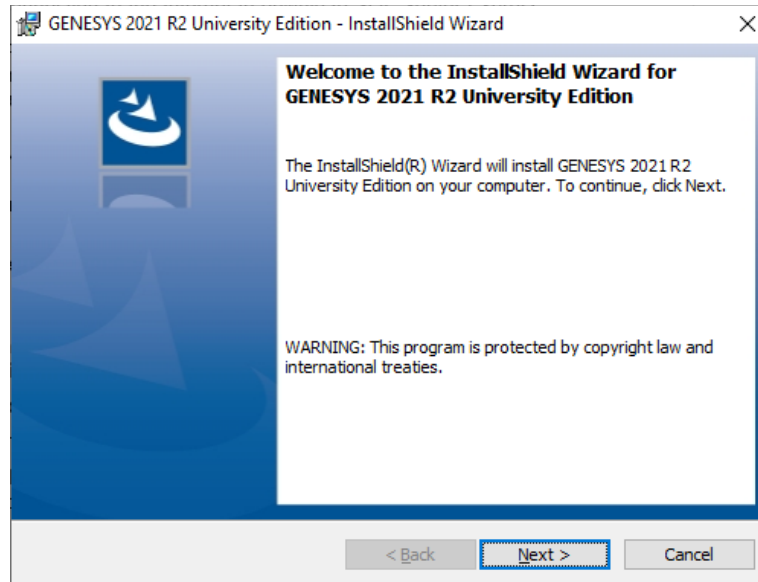 GENESYS 2021 R2 University Edition - InstallShield Wizard
Welcome to the InstallShield Wizard for
GENESYS 2021 R2 University Edition
The InstallShield(R) Wizard will install GENESYS 2021 R2
University Edition on your computer. To continue, click Next.
WARNING: This program is protected by copyright law and
international treaties.
< Back
Next >
Cancel